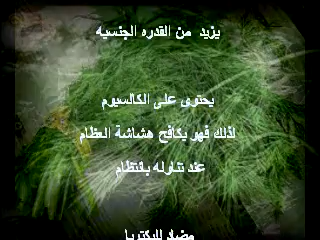 يزيد من القدره الجنسيه
يحتوى على الكالسيوم
لذلك فهو يكافح هشاشة العظام
عند تناوله بانتظام
مضاد للبكتريا